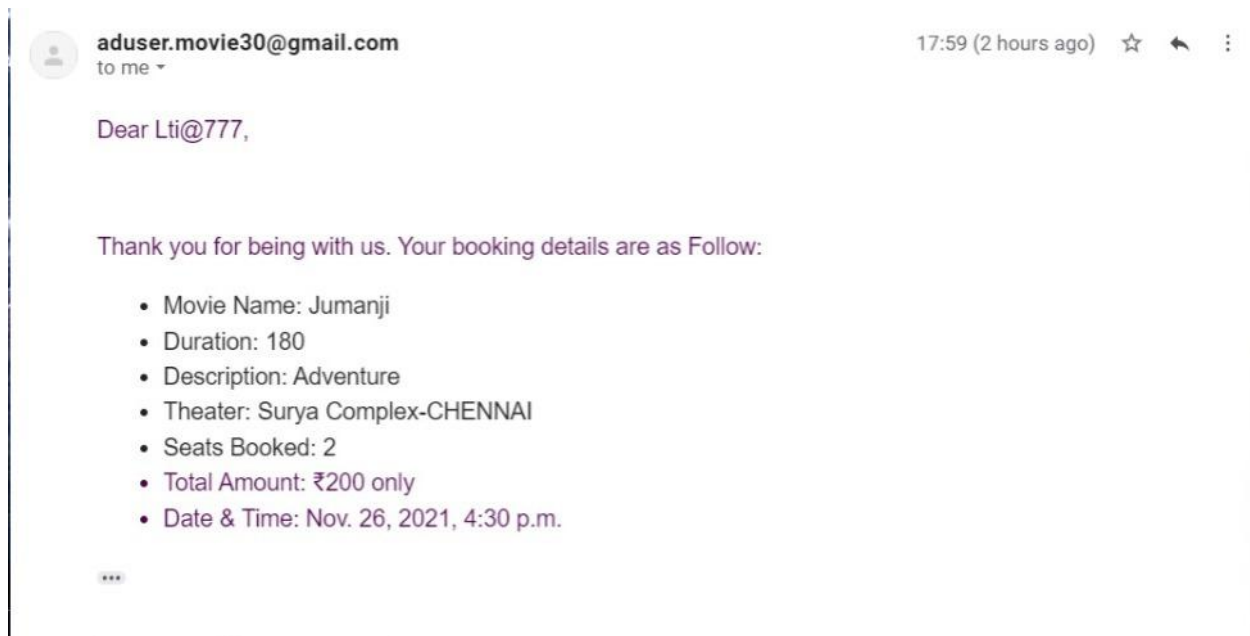 aduser.movie30@gmail.com 17:59 (2 hours ago)
to me
Dear Lti@777,
Thank you for being with us. Your booking details are as Follow:
• Movie Name: Jumanji
• Duration: 180
• Description: Adventure
• Theater: Surya Complex-CHENNAI
• Seats Booked: 2
• Total Amount: ₹200 only
• Date & Time: Nov. 26, 2021, 4:30 p.m.